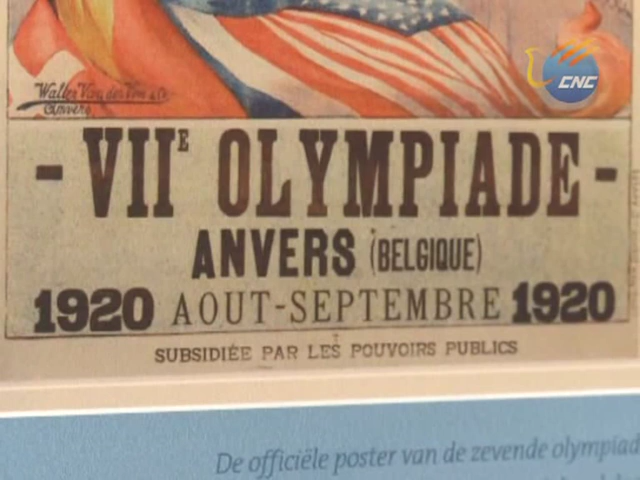 CNC
Walter Van der Ven & Co
Anvers
- VIIE OLYMPIADE -
ANVERS (BELGIQUE)
1920 AOUT-SEPTEMBRE 1920
SUBSIDIÉE PAR LES POUVOIRS PUBLICS
De officiële poster van de zevende olympiad